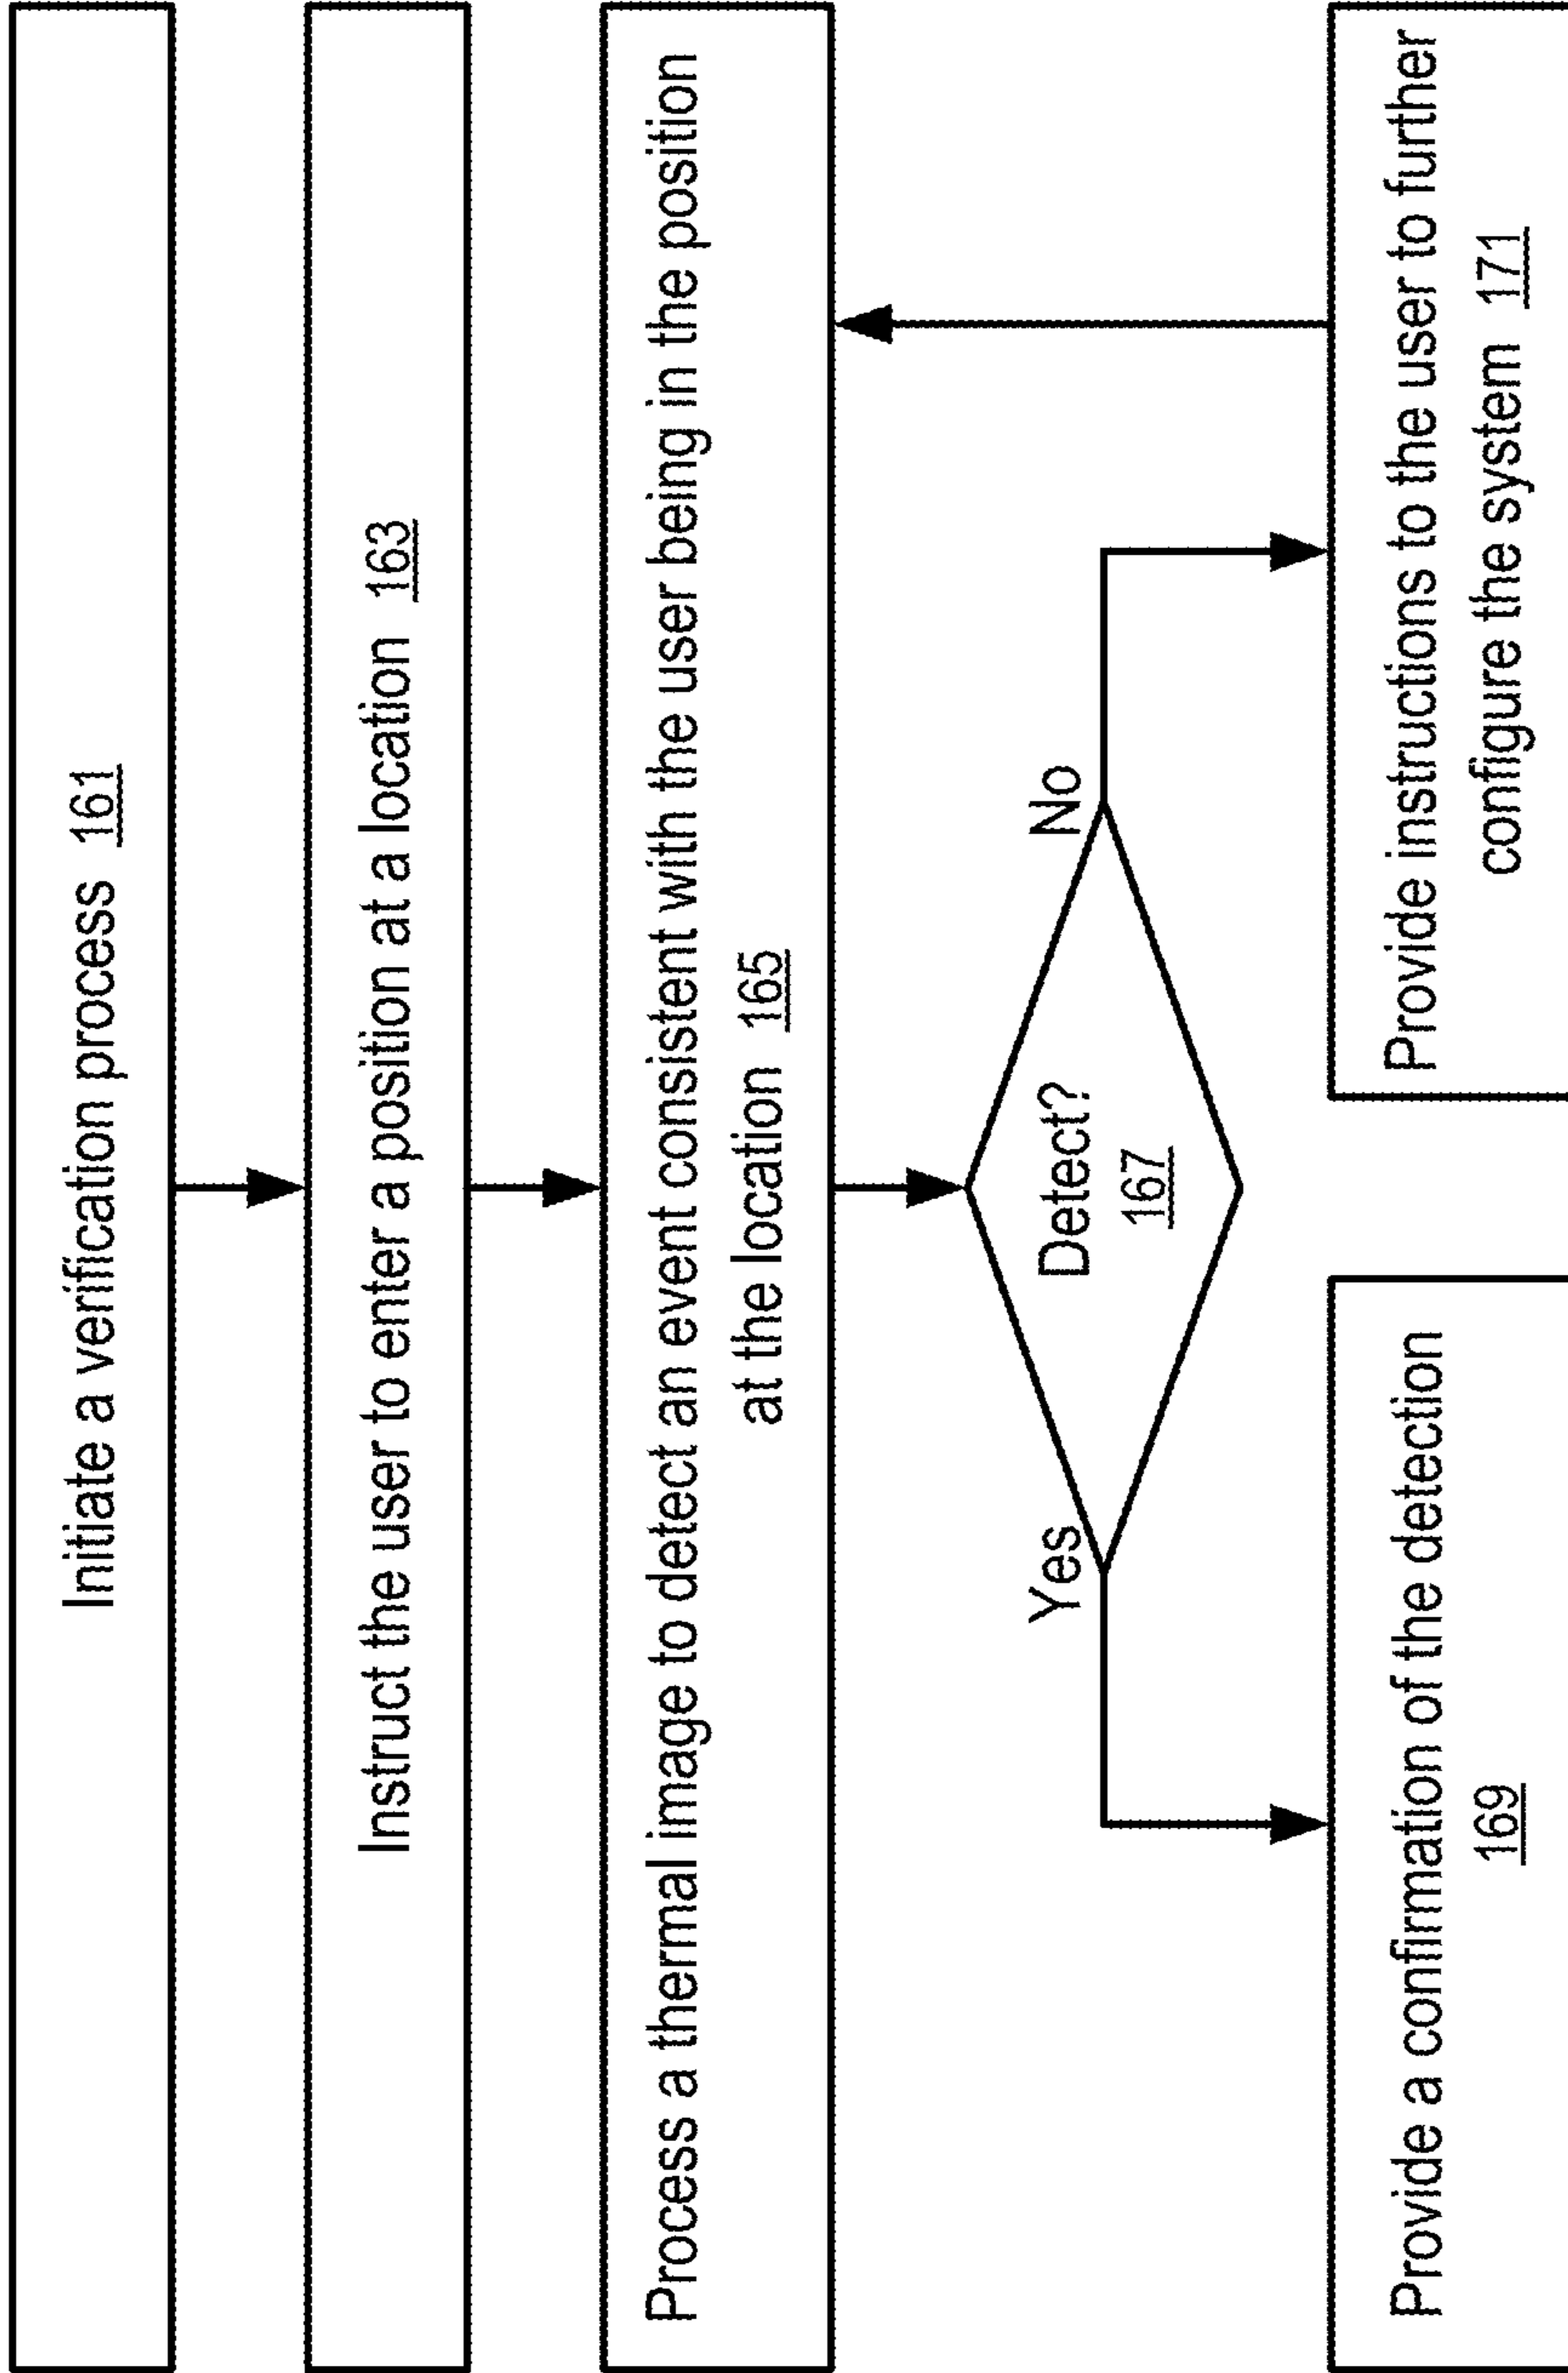 Initiate a verification process 161
Instruct the user to enter a position at a location 163
Process a thermal image to detect an event consistent with the user being in the position
at the location 165
Detect?
167
Yes
No
Provide a confirmation of the detection
169
Provide instructions to the user to further
configure the system 171